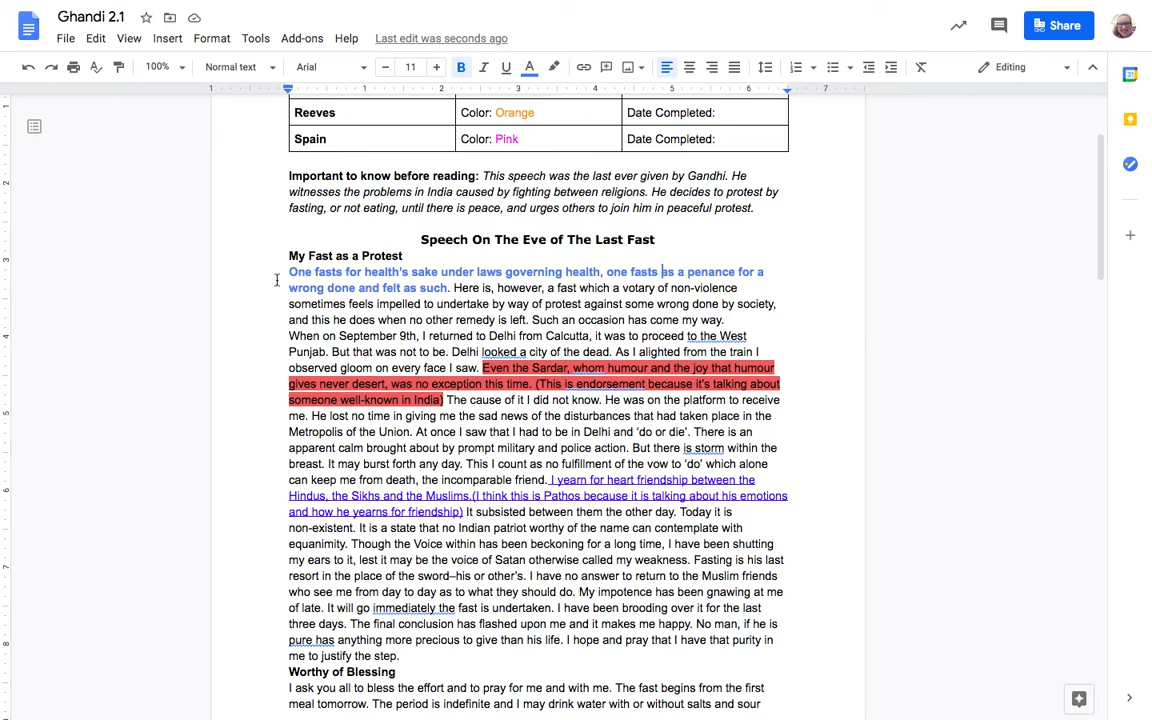 Ghandi 2.1
File Edit View Insert Format Tools Add-ons Help Last edit was seconds ago
Share
100% Normal text Arial 11 B I U A Editing
1 1 2 3 4 5 6 7
Reeves Color: Orange Date Completed:
Spain Color: Pink Date Completed:
Important to know before reading: This speech was the last ever given by Gandhi. He
witnesses the problems in India caused by fighting between religions. He decides to protest by
fasting, or not eating, until there is peace, and urges others to join him in peaceful protest.
Speech On The Eve of The Last Fast
My Fast as a Protest
One fasts for health's sake under laws governing health, one fasts as a penance for a
wrong done and felt as such. Here is, however, a fast which a votary of non-violence
sometimes feels impelled to undertake by way of protest against some wrong done by society,
and this he does when no other remedy is left. Such an occasion has come my way.
When on September 9th, I returned to Delhi from Calcutta, it was to proceed to the West
Punjab. But that was not to be. Delhi looked a city of the dead. As I alighted from the train I
observed gloom on every face I saw. Even the Sardar, whom humour and the joy that humour
gives never desert, was no exception this time. (This is endorsement because it's talking about
someone well-known in India) The cause of it I did not know. He was on the platform to receive
me. He lost no time in giving me the sad news of the disturbances that had taken place in the
Metropolis of the Union. At once I saw that I had to be in Delhi and ‘do or die’. There is an
apparent calm brought about by prompt military and police action. But there is storm within the
breast. It may burst forth any day. This I count as no fulfillment of the vow to ‘do’ which alone
can keep me from death, the incomparable friend. I yearn for heart friendship between the
Hindus, the Sikhs and the Muslims.(I think this is Pathos because it is talking about his emotions
and how he yearns for friendship) It subsisted between them the other day. Today it is
non-existent. It is a state that no Indian patriot worthy of the name can contemplate with
equanimity. Though the Voice within has been beckoning for a long time, I have been shutting
my ears to it, lest it may be the voice of Satan otherwise called my weakness. Fasting is his last
resort in the place of the sword–his or other’s. I have no answer to return to the Muslim friends
who see me from day to day as to what they should do. My impotence has been gnawing at me
of late. It will go immediately the fast is undertaken. I have been brooding over it for the last
three days. The final conclusion has flashed upon me and it makes me happy. No man, if he is
pure has anything more precious to give than his life. I hope and pray that I have that purity in
me to justify the step.
Worthy of Blessing
I ask you all to bless the effort and to pray for me and with me. The fast begins from the first
meal tomorrow. The period is indefinite and I may drink water with or without salts and sour